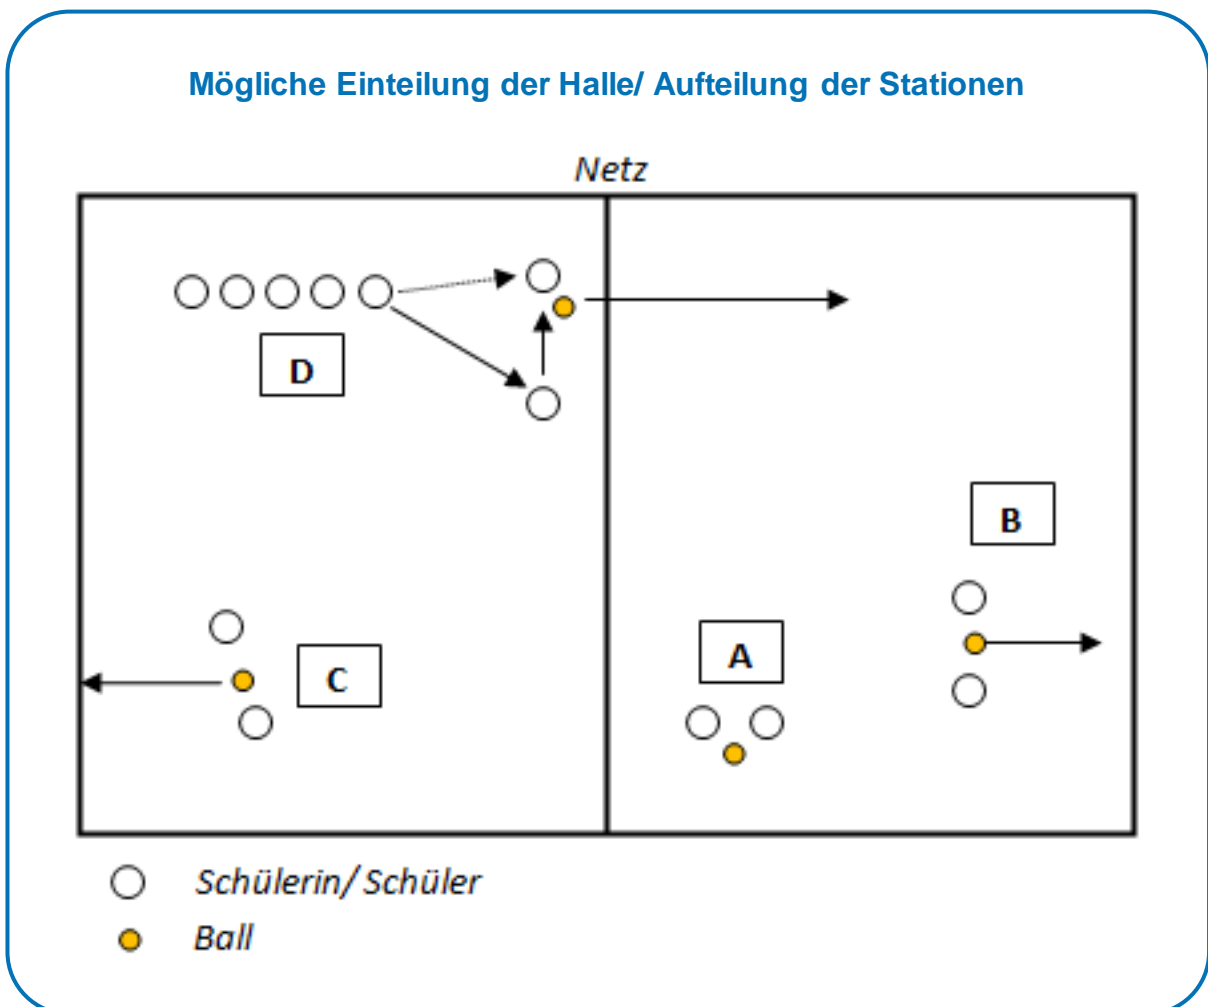 Mögliche Einteilung der Halle/ Aufteilung der Stationen
Netz
D
B
A
C
Schülerin/ Schüler
Ball